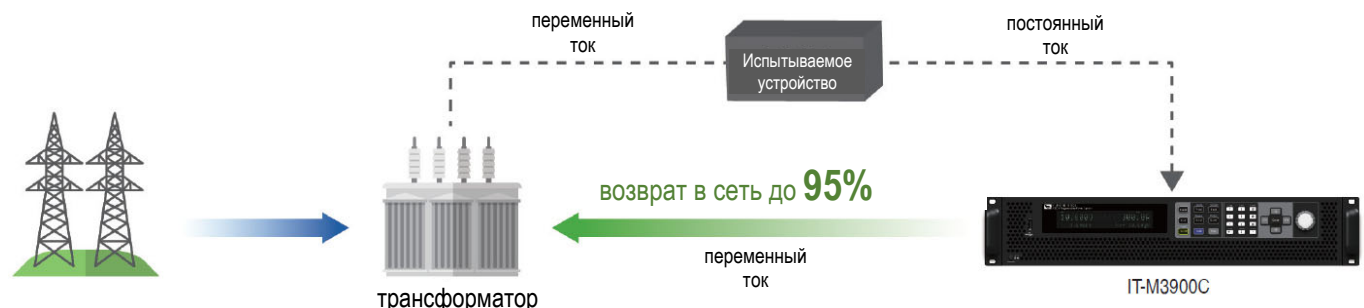 переменный
ток
Испытываемое
устройство
постоянный
ток
возврат в сеть до 95%
переменный
ток
трансформатор
IT-M3900C